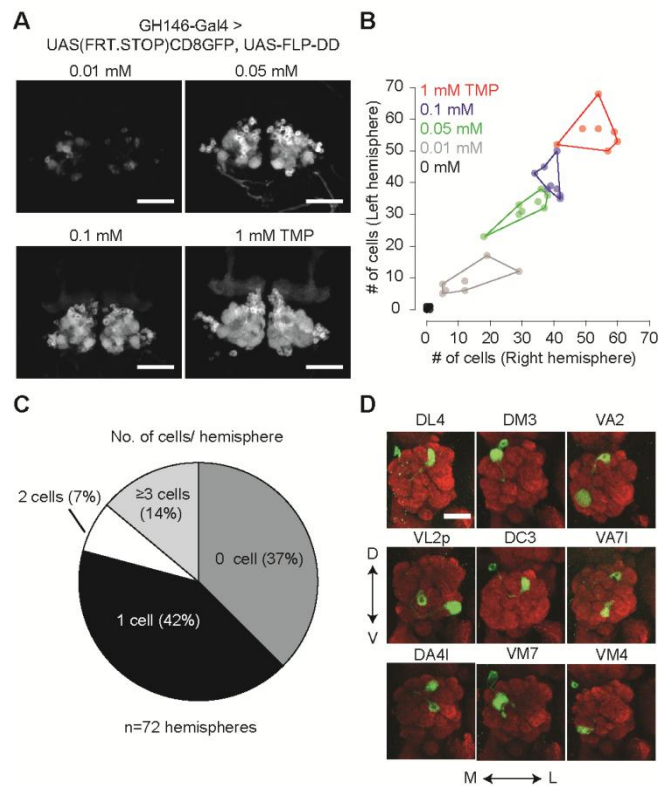 A
GH146-Gal4 >
UAS(FRT.STOP)CD8GFP, UAS-FLP-DD
0.01 mM
0.05 mM
0.1 mM
1 mM TMP
B
# of cells (Left hemisphere)
70
60
50
40
30
20
10
0
1 mM TMP
0.1 mM
0.05 mM
0.01 mM
0 mM
0 10 20 30 40 50 60 70
# of cells (Right hemisphere)
C
No. of cells/ hemisphere
2 cells (7%)
≥3 cells
(14%)
0 cell (37%)
1 cell (42%)
n=72 hemispheres
D
DL4 DM3 VA2
VL2p DC3 VA7l
D
V
DA4l VM7 VM4
M L